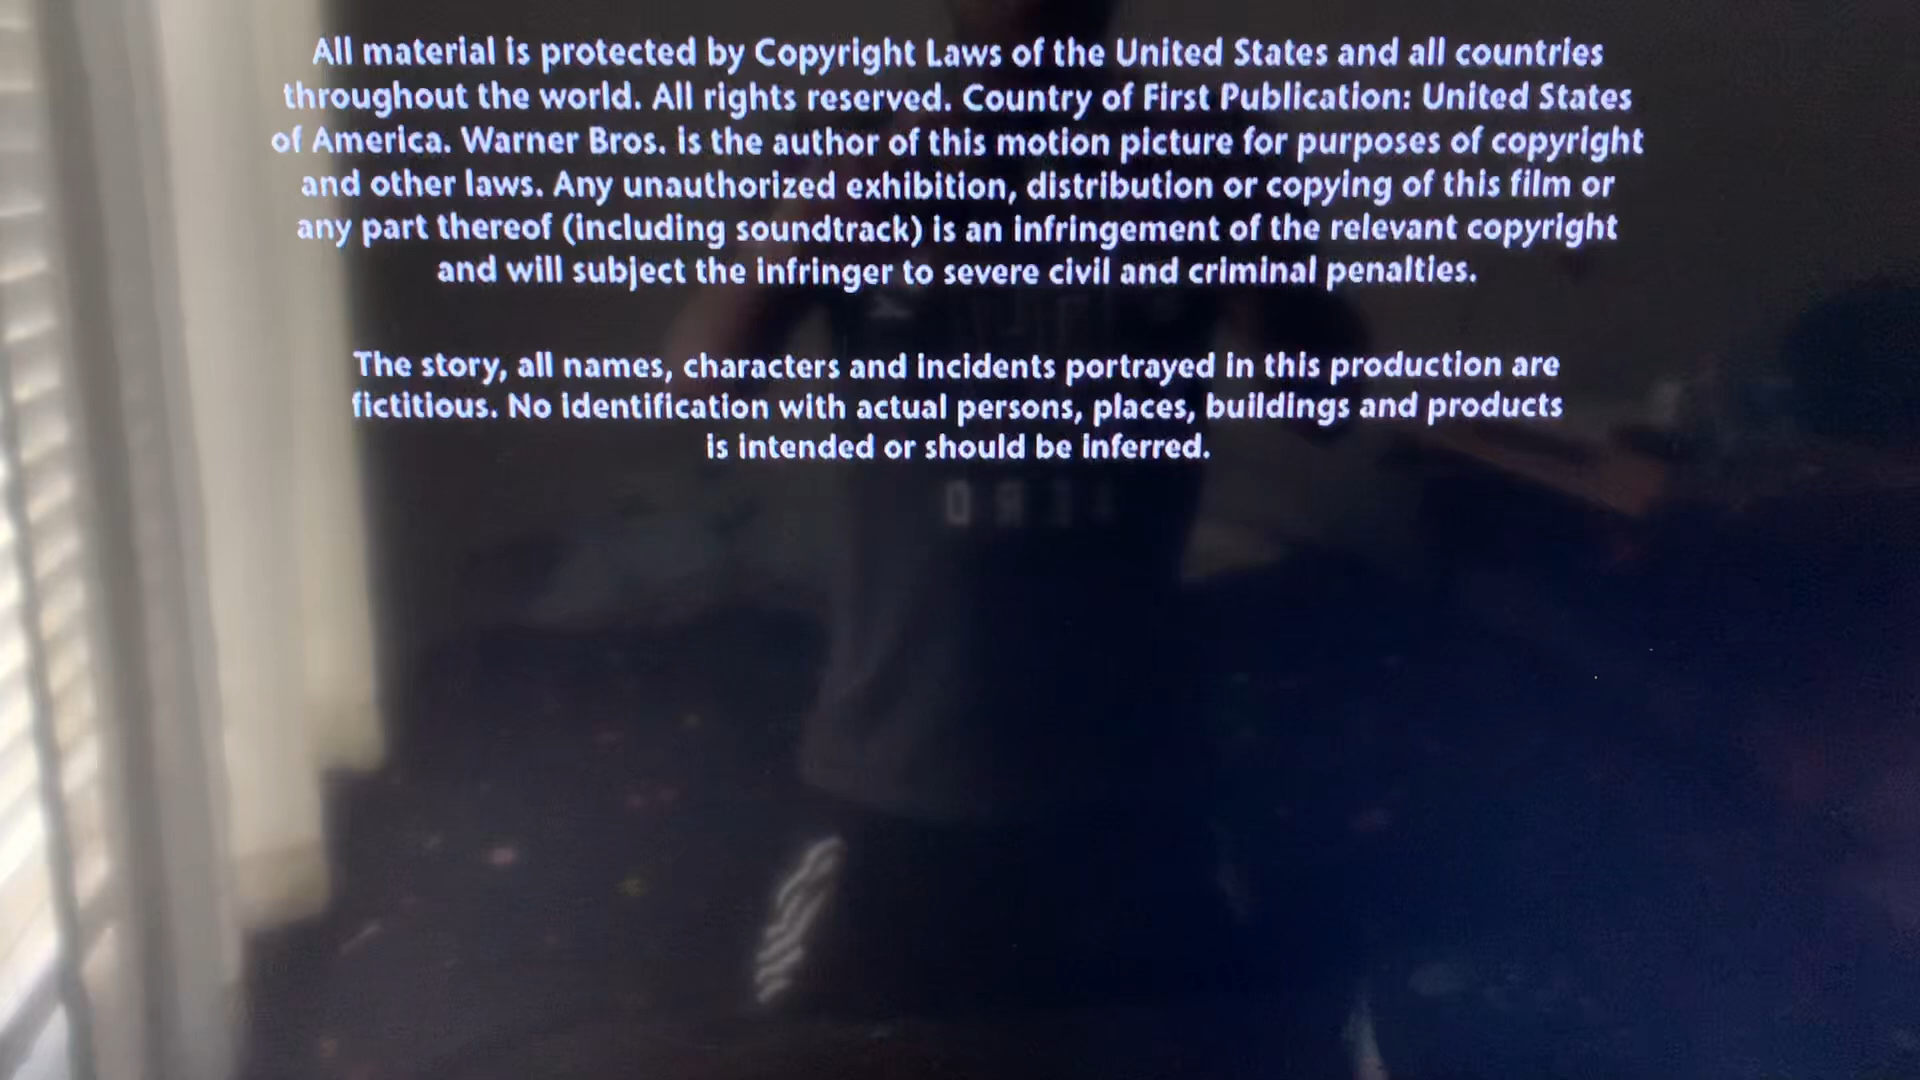 All material is protected by Copyright Laws of the United States and all countries
throughout the world. All rights reserved. Country of First Publication: United States
of America. Warner Bros. is the author of this motion picture for purposes of copyright
and other laws. Any unauthorized exhibition, distribution or copying of this film or
any part thereof (including soundtrack) is an infringement of the relevant copyright
and will subject the infringer to severe civil and criminal penalties.
The story, all names, characters and incidents portrayed in this production are
fictitious. No identification with actual persons, places, buildings and products
is intended or should be inferred.